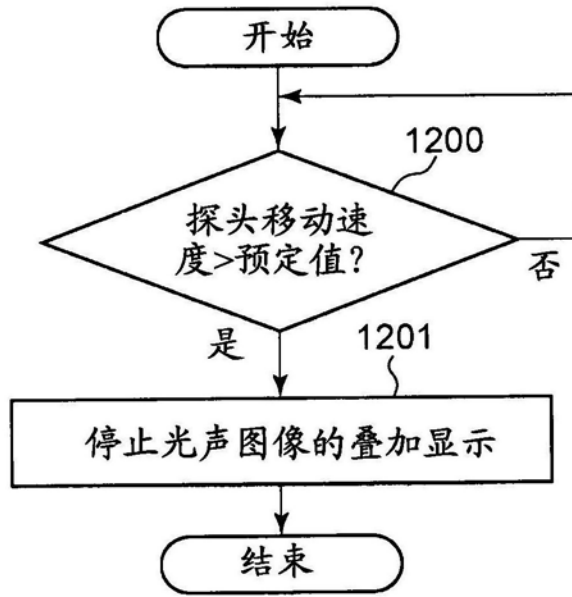 开始
1200
探头移动速
度>预定值?
否
是
1201
停止光声图像的叠加显示
结束